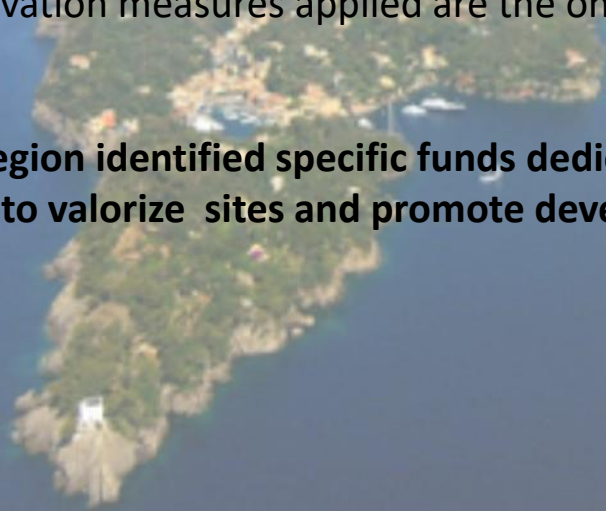 vation measures applied are the on
egion identified specific funds dedic
to valorize sites and promote deve